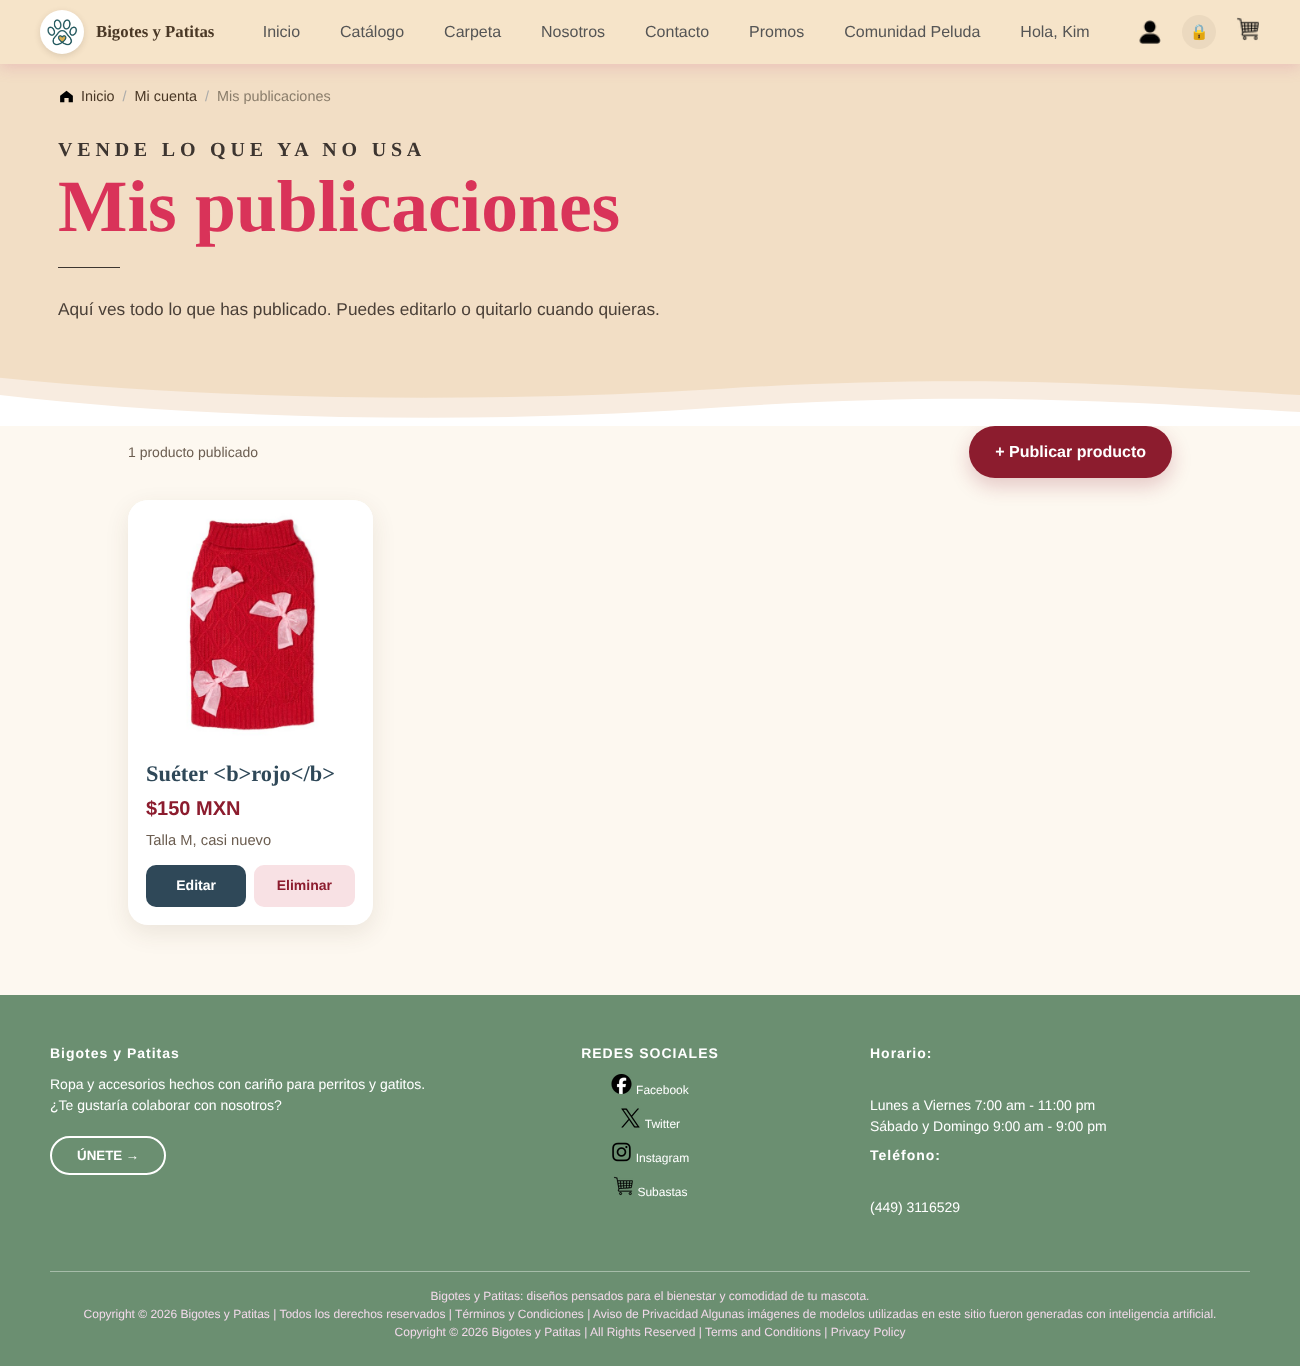 Bigotes y Patitas
Inicio
Catálogo
Carpeta
Nosotros
Contacto
Promos
Comunidad Peluda
Hola, Kim
Inicio / Mi cuenta / Mis publicaciones
VENDE LO QUE YA NO USA
Mis publicaciones
Aquí ves todo lo que has publicado. Puedes editarlo o quitarlo cuando quieras.
1 producto publicado
+ Publicar producto
Suéter <b>rojo</b>
$150 MXN
Talla M, casi nuevo
Editar
Eliminar
Bigotes y Patitas
Ropa y accesorios hechos con cariño para perritos y gatitos.
¿Te gustaría colaborar con nosotros?
ÚNETE →
REDES SOCIALES
Facebook
Twitter
Instagram
Subastas
Horario:
Lunes a Viernes 7:00 am - 11:00 pm
Sábado y Domingo 9:00 am - 9:00 pm
Teléfono:
(449) 3116529
Bigotes y Patitas: diseños pensados para el bienestar y comodidad de tu mascota.
Copyright © 2026 Bigotes y Patitas | Todos los derechos reservados | Términos y Condiciones | Aviso de Privacidad Algunas imágenes de modelos utilizadas en este sitio fueron generadas con inteligencia artificial.
Copyright © 2026 Bigotes y Patitas | All Rights Reserved | Terms and Conditions | Privacy Policy